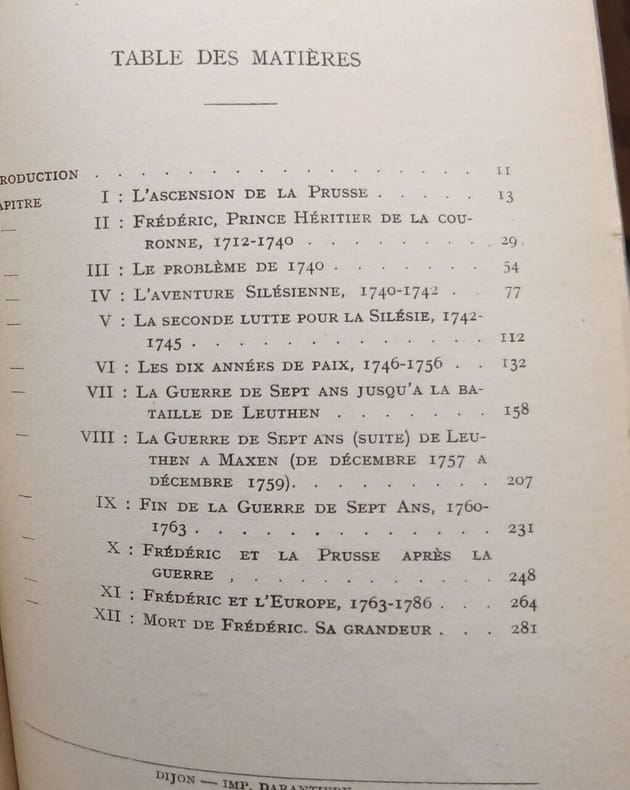 TABLE DES MATIÈRES
RODUCTION . . . . . . . . . . . . . . . . 11
APITRE I : L'ASCENSION DE LA PRUSSE . . . . . 13
— II : FRÉDÉRIC, PRINCE HÉRITIER DE LA COU-
RONNE, 1712-1740 . . . . . . . . 29
— III : LE PROBLÈME DE 1740 . . . . . . . 54
— IV : L'AVENTURE SILÉSIENNE, 1740-1742 . . 77
— V : LA SECONDE LUTTE POUR LA SILÉSIE, 1742-
1745 . . . . . . . . . . . . . 112
— VI : LES DIX ANNÉES DE PAIX, 1746-1756 . . 132
— VII : LA GUERRE DE SEPT ANS JUSQU'A LA BA-
TAILLE DE LEUTHEN . . . . . . . 158
— VIII : LA GUERRE DE SEPT ANS (SUITE) DE LEU-
THEN A MAXEN (DE DÉCEMBRE 1757 A
DÉCEMBRE 1759). . . . . . . . . 207
— IX : FIN DE LA GUERRE DE SEPT ANS, 1760-
1763 . . . . . . . . . . . . . 231
— X : FRÉDÉRIC ET LA PRUSSE APRÈS LA
GUERRE , . . . . . . . . . . . 248
— XI : FRÉDÉRIC ET L'EUROPE, 1763-1786 . . . 264
— XII : MORT DE FRÉDÉRIC. SA GRANDEUR . . . 281
DIJON — IMP. DARANTIERE